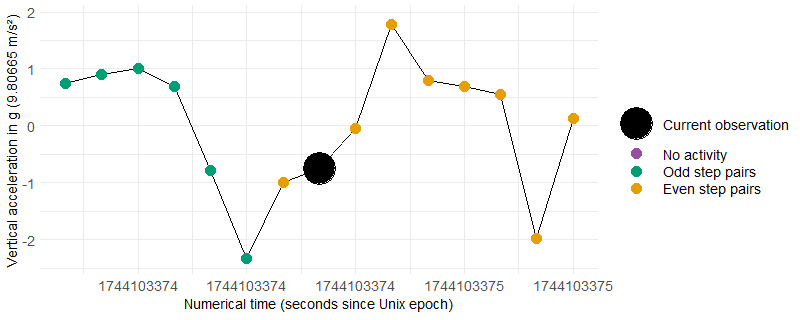 Vertical acceleration in g (9.80665 m/s²)
2
1
0
-1
-2
1744103374
1744103374
1744103374
1744103375
1744103375
Numerical time (seconds since Unix epoch)
Current observation
No activity
Odd step pairs
Even step pairs